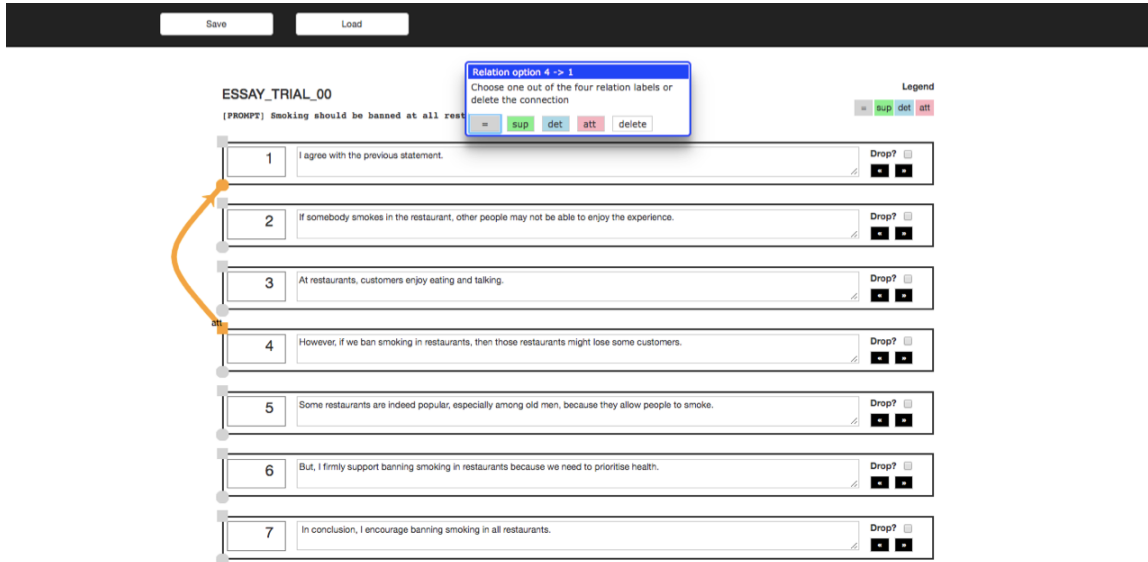 Save Load
Relation option 4 -> 1
Choose one out of the four relation labels or
delete the connection
= sup det att delete
ESSAY_TRIAL_00
[PROMPT] Smoking should be banned at all rest
Legend
= sup det att
1 I agree with the previous statement. Drop?
« »
2 If somebody smokes in the restaurant, other people may not be able to enjoy the experience. Drop?
« »
3 At restaurants, customers enjoy eating and talking. Drop?
« »
att
4 However, if we ban smoking in restaurants, then those restaurants might lose some customers. Drop?
« »
5 Some restaurants are indeed popular, especially among old men, because they allow people to smoke. Drop?
« »
6 But, I firmly support banning smoking in restaurants because we need to prioritise health. Drop?
« »
7 In conclusion, I encourage banning smoking in all restaurants. Drop?
« »